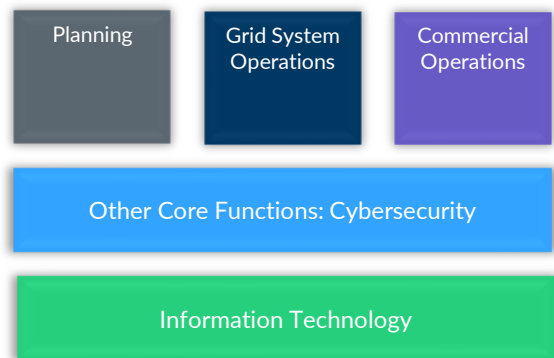 Planning
Grid System
Operations
Commercial
Operations
Other Core Functions: Cybersecurity
Information Technology